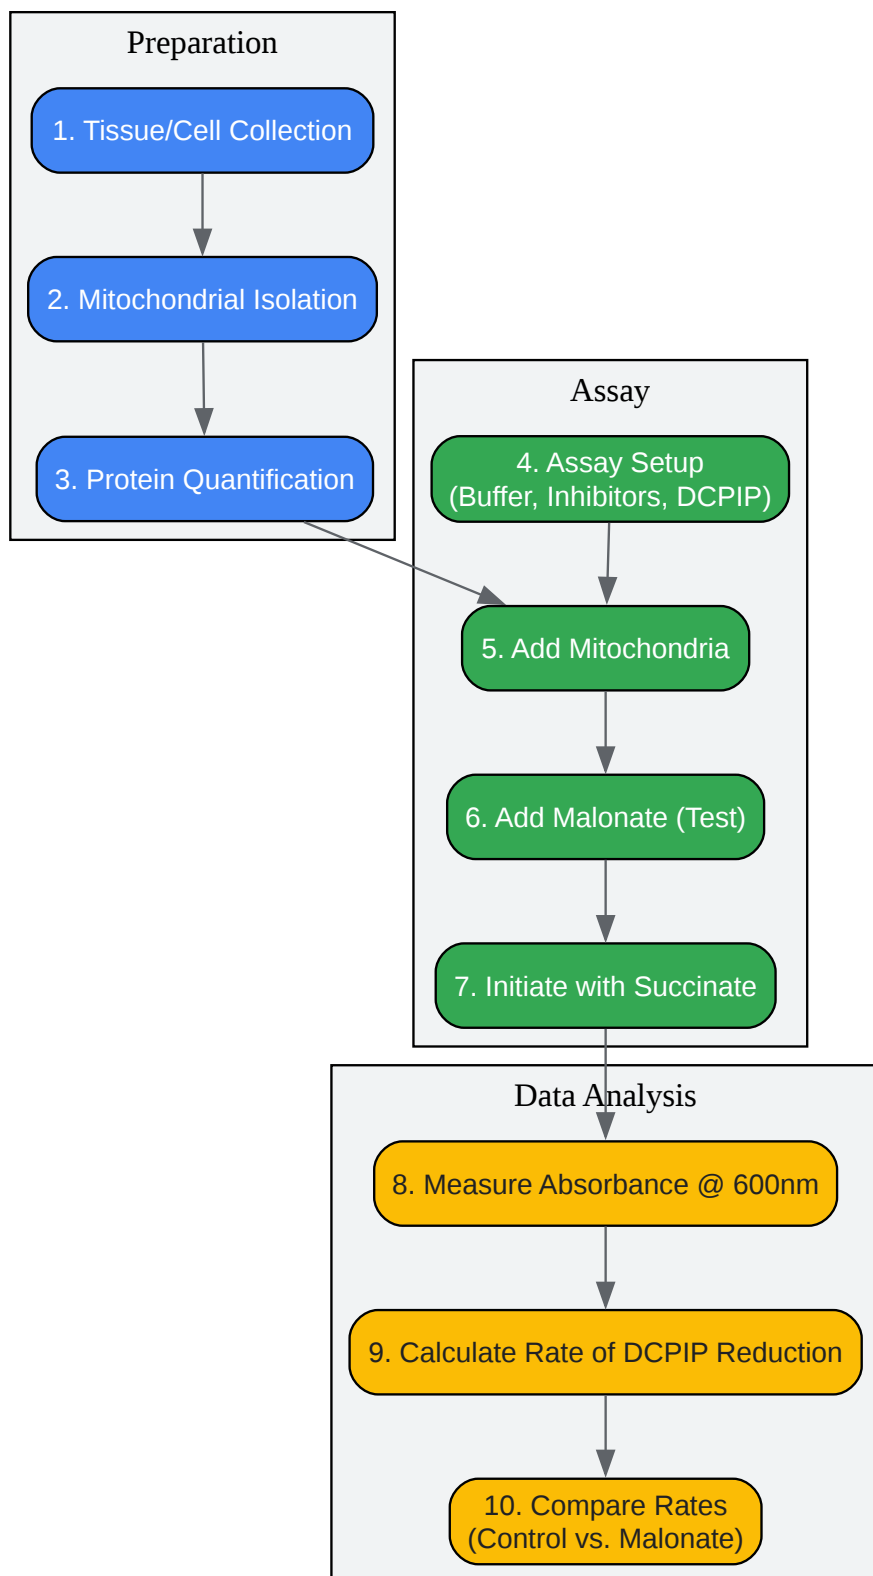 Preparation
1. Tissue/Cell Collection
2. Mitochondrial Isolation
3. Protein Quantification
Assay
4. Assay Setup
(Buffer, Inhibitors, DCPIP)
5. Add Mitochondria
6. Add Malonate (Test)
7. Initiate with Succinate
Data Analysis
8. Measure Absorbance @ 600nm
9. Calculate Rate of DCPIP Reduction
10. Compare Rates
(Control vs. Malonate)